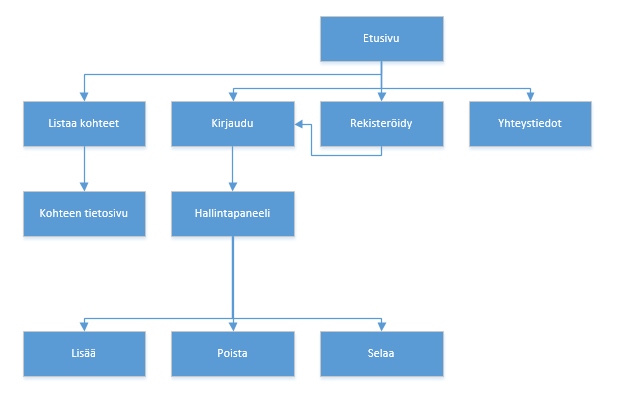 Etusivu
Listaa kohteet
Kirjaudu
Rekisteröidy
Yhteystiedot
Kohteen tietosivu
Hallintapaneeli
Lisää
Poista
Selaa